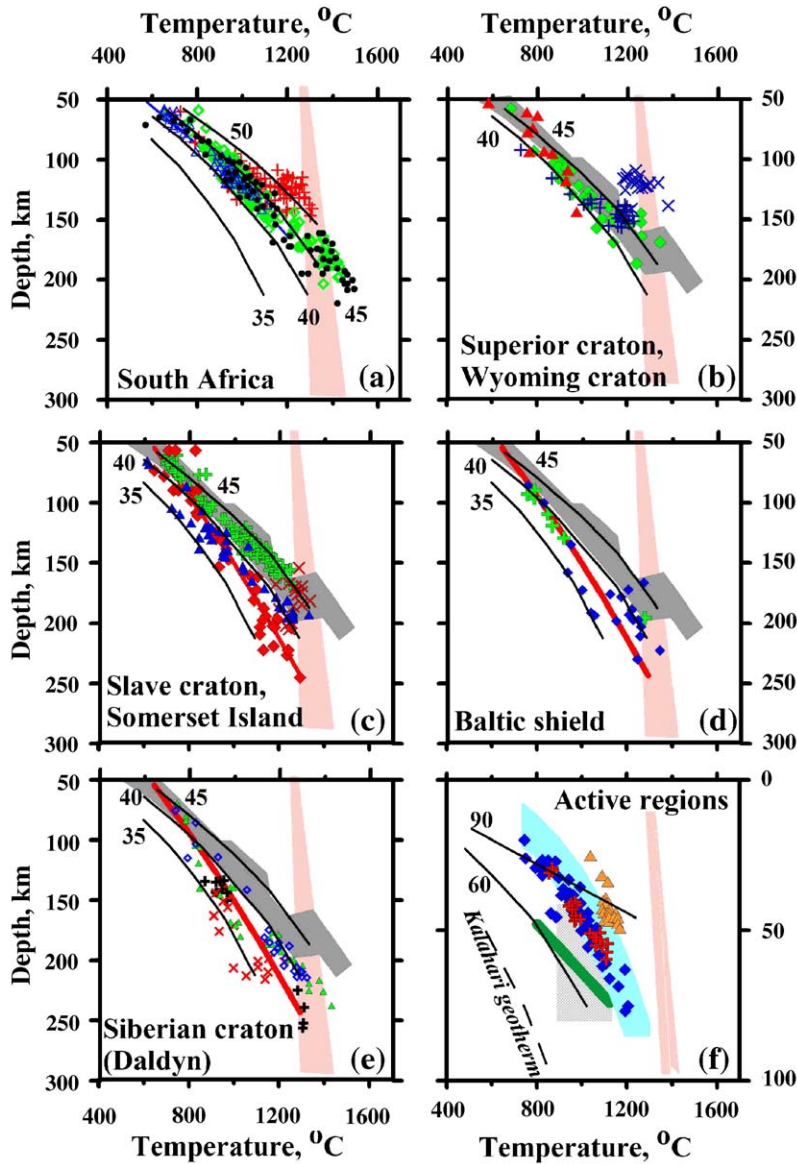 Temperature, °C Temperature, °C
400 800 1200 1600 400 800 1200 1600
Depth, km
50
100
150
200
250
300
50
35
40
45
South Africa
(a)
40
45
Superior craton,
Wyoming craton
(b)
50
100
150
200
250
300
Depth, km
50
100
150
200
250
300
40
35
45
Slave craton,
Somerset Island
(c)
45
40
35
Baltic shield
(d)
50
100
150
200
250
300
Depth, km
50
100
150
200
250
300
40
45
35
Siberian craton
(Daldyn)
(e)
Active regions
90
60
Kalahari geotherm
(f)
0
50
100
400 800 1200 1600 400 800 1200 1600
Temperature, °C Temperature, °C